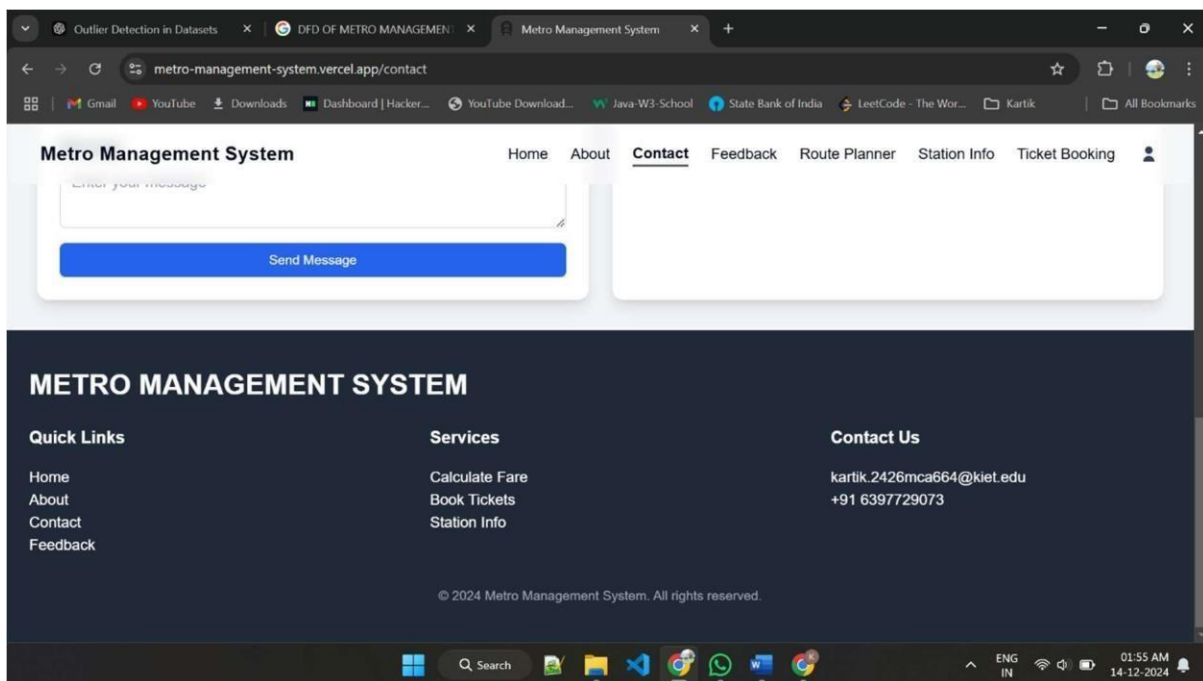 Outlier Detection in Datasets
DFD OF METRO MANAGEMEN
Metro Management System
metro-management-system.vercel.app/contact
Gmail
YouTube
Downloads
Dashboard | Hacker...
YouTube Download...
Java-W3-School
State Bank of India
LeetCode - The Wor...
Kartik
All Bookmarks
Metro Management System
Home
About
Contact
Feedback
Route Planner
Station Info
Ticket Booking
Enter your message
Send Message
METRO MANAGEMENT SYSTEM
Quick Links
Home
About
Contact
Feedback
Services
Calculate Fare
Book Tickets
Station Info
Contact Us
kartik.2426mca664@kiet.edu
+91 6397729073
© 2024 Metro Management System. All rights reserved.
Search
ENG
IN
01:55 AM
14-12-2024